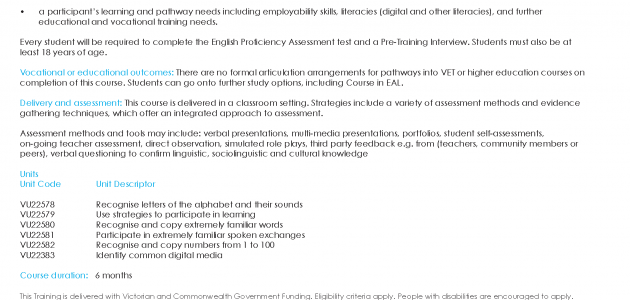 • a participant's learning and pathway needs including employability skills, literacies (digital and other literacies), and further
educational and vocational training needs.
Every student will be required to complete the English Proficiency Assessment test and a Pre-Training Interview. Students must also be at
least 18 years of age.
Vocational or educational outcomes: There are no formal articulation arrangements for pathways into VET or higher education courses on
completion of this course. Students can go onto further study options, including Course in EAL.
Delivery and assessment: This course is delivered in a classroom setting. Strategies include a variety of assessment methods and evidence
gathering techniques, which offer an integrated approach to assessment.
Assessment methods and tools may include: verbal presentations, multi-media presentations, portfolios, student self-assessments,
on-going teacher assessment, direct observation, simulated role plays, third party feedback e.g. from (teachers, community members or
peers), verbal questioning to confirm linguistic, sociolinguistic and cultural knowledge
Units
Unit Code Unit Descriptor
VU22578 Recognise letters of the alphabet and their sounds
VU22579 Use strategies to participate in learning
VU22580 Recognise and copy extremely familiar words
VU22581 Participate in extremely familiar spoken exchanges
VU22582 Recognise and copy numbers from 1 to 100
VU22383 Identify common digital media
Course duration: 6 months
This Training is delivered with Victorian and Commonwealth Government Funding. Eligibility criteria apply. People with disabilities are encouraged to apply.